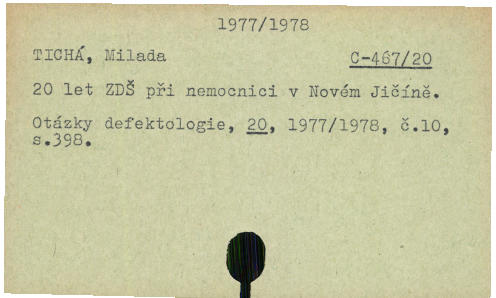 1977/1978
TICHÁ, Milada C-467/20
20 let ZDŠ při nemocnici v Novém Jičíně.
Otázky defektologie, 20, 1977/1978, č.10,
s.398.